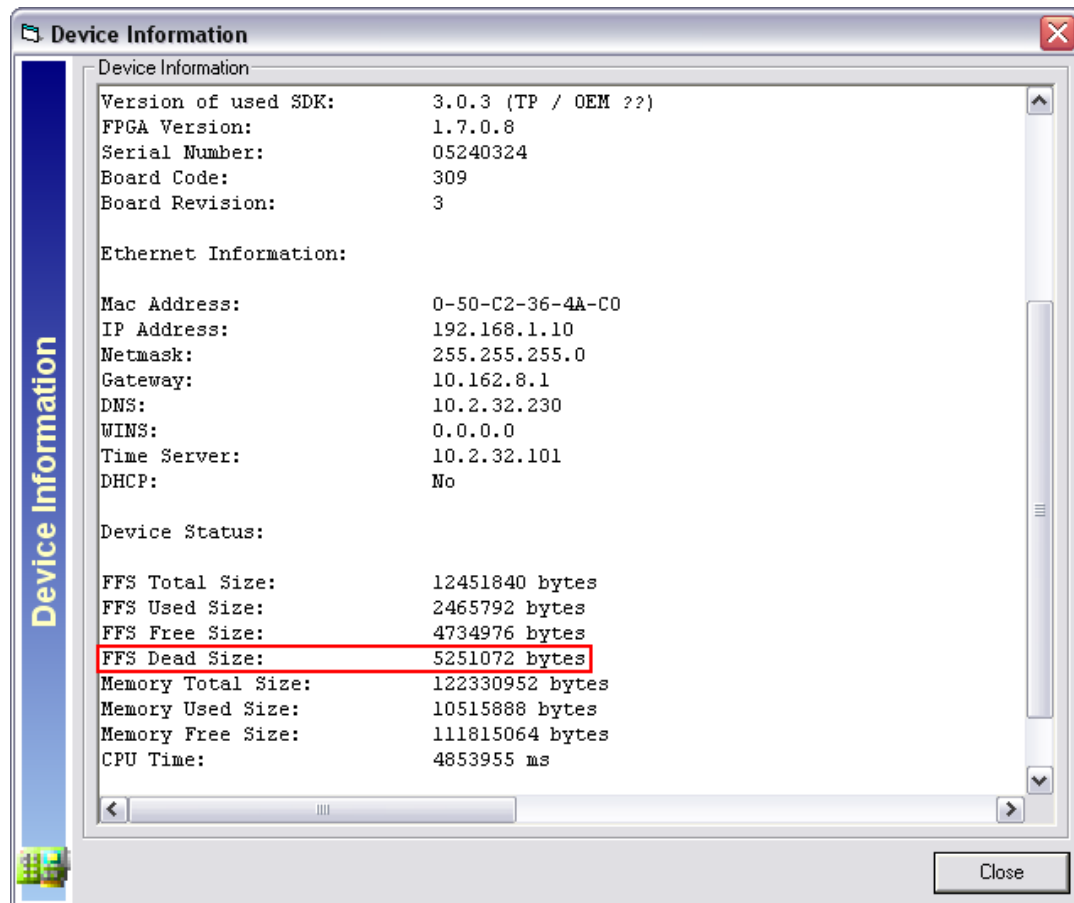 Device Information
Device Information
Device Information
Version of used SDK: 3.0.3 (TP / OEM ??)
FPGA Version: 1.7.0.8
Serial Number: 05240324
Board Code: 309
Board Revision: 3
Ethernet Information:
Mac Address: 0-50-C2-36-4A-C0
IP Address: 192.168.1.10
Netmask: 255.255.255.0
Gateway: 10.162.8.1
DNS: 10.2.32.230
WINS: 0.0.0.0
Time Server: 10.2.32.101
DHCP: No
Device Status:
FFS Total Size: 12451840 bytes
FFS Used Size: 2465792 bytes
FFS Free Size: 4734976 bytes
FFS Dead Size: 5251072 bytes
Memory Total Size: 122330952 bytes
Memory Used Size: 10515888 bytes
Memory Free Size: 111815064 bytes
CPU Time: 4853955 ms
Close